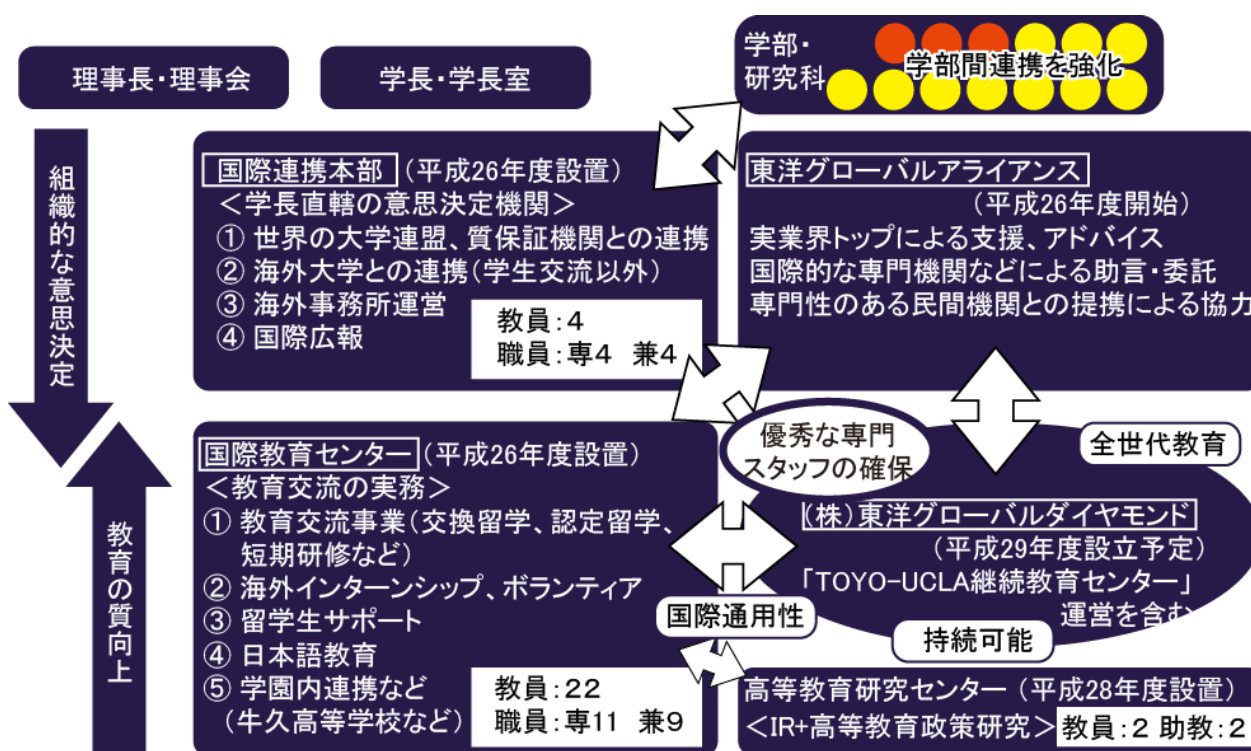 理事長・理事会
学長・学長室
学部・
研究科
学部間連携を強化
組織的な意思決定
教育の質向上
国際連携本部（平成26年度設置）
＜学長直轄の意思決定機関＞
① 世界の大学連盟、質保証機関との連携
② 海外大学との連携（学生交流以外）
③ 海外事務所運営
④ 国際広報
教員：4
職員：専4 兼4
東洋グローバルアライアンス
（平成26年度開始）
実業界トップによる支援、アドバイス
国際的な専門機関などによる助言・委託
専門性のある民間機関との提携による協力
国際教育センター（平成26年度設置）
＜教育交流の実務＞
① 教育交流事業（交換留学、認定留学、
短期研修など）
② 海外インターンシップ、ボランティア
③ 留学生サポート
④ 日本語教育
⑤ 学園内連携など
（牛久高等学校など）
教員：22
職員：専11 兼9
優秀な専門
スタッフの確保
全世代教育
（株）東洋グローバルダイヤモンド
（平成29年度設立予定）
「TOYO-UCLA継続教育センター」
運営を含む
国際通用性
持続可能
高等教育研究センター（平成28年度設置）
＜IR+高等教育政策研究＞ 教員：2 助教：2